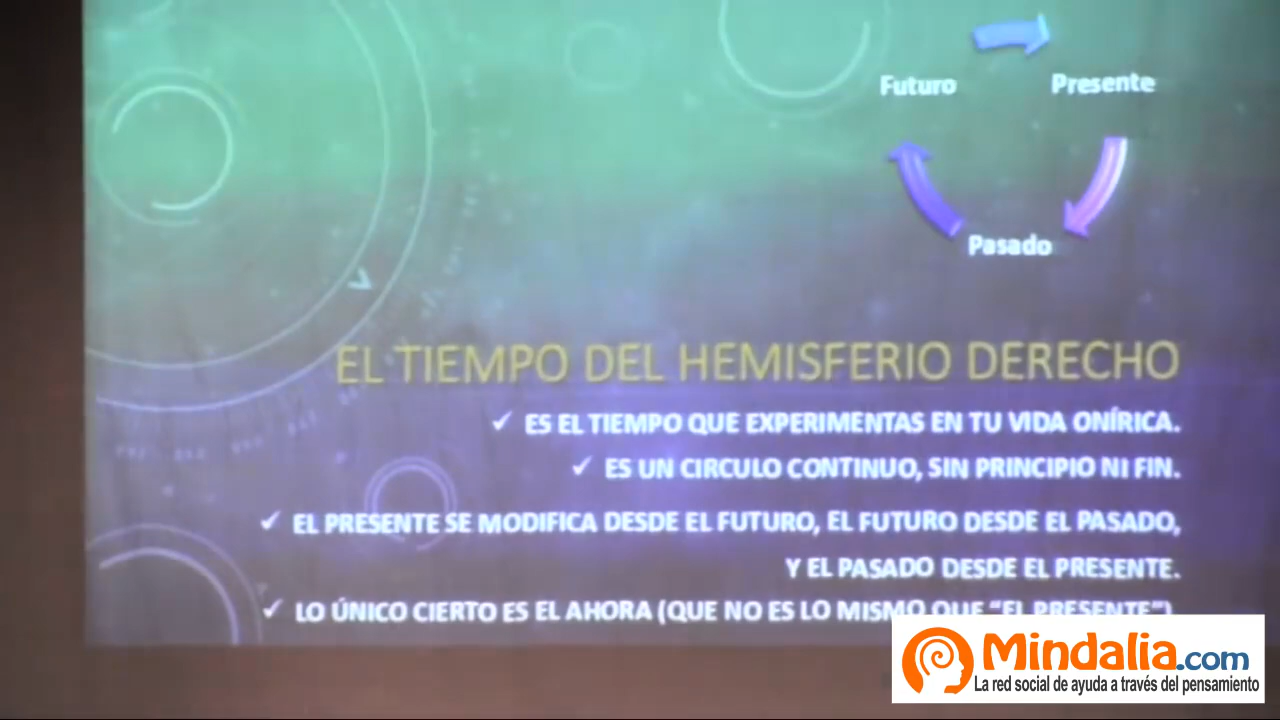 Futuro
Presente
Pasado
EL TIEMPO DEL HEMISFERIO DERECHO
✓ ES EL TIEMPO QUE EXPERIMENTAS EN TU VIDA ONÍRICA.
✓ ES UN CIRCULO CONTINUO, SIN PRINCIPIO NI FIN.
✓ EL PRESENTE SE MODIFICA DESDE EL FUTURO, EL FUTURO DESDE EL PASADO,
Y EL PASADO DESDE EL PRESENTE.
✓ LO ÚNICO CIERTO ES EL AHORA (QUE NO ES LO MISMO QUE "EL PRESENTE")
Mindalia.com
La red social de ayuda a través del pensamiento